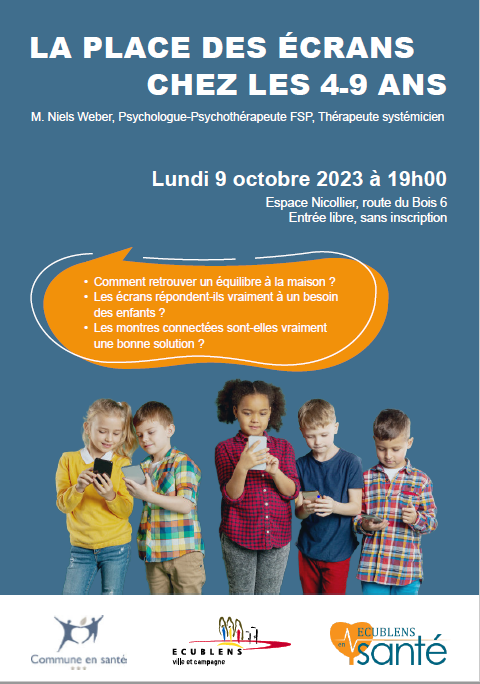 LA PLACE DES ÉCRANS
CHEZ LES 4-9 ANS
M. Niels Weber, Psychologue-Psychothérapeute FSP, Thérapeute systémicien
Lundi 9 octobre 2023 à 19h00
Espace Nicollier, route du Bois 6
Entrée libre, sans inscription
• Comment retrouver un équilibre à la maison ?
• Les écrans répondent-ils vraiment à un besoin
des enfants ?
• Les montres connectées sont-elles vraiment
une bonne solution ?
Commune en santé
ECUBLENS
ville et campagne
ECUBLENS
en santé